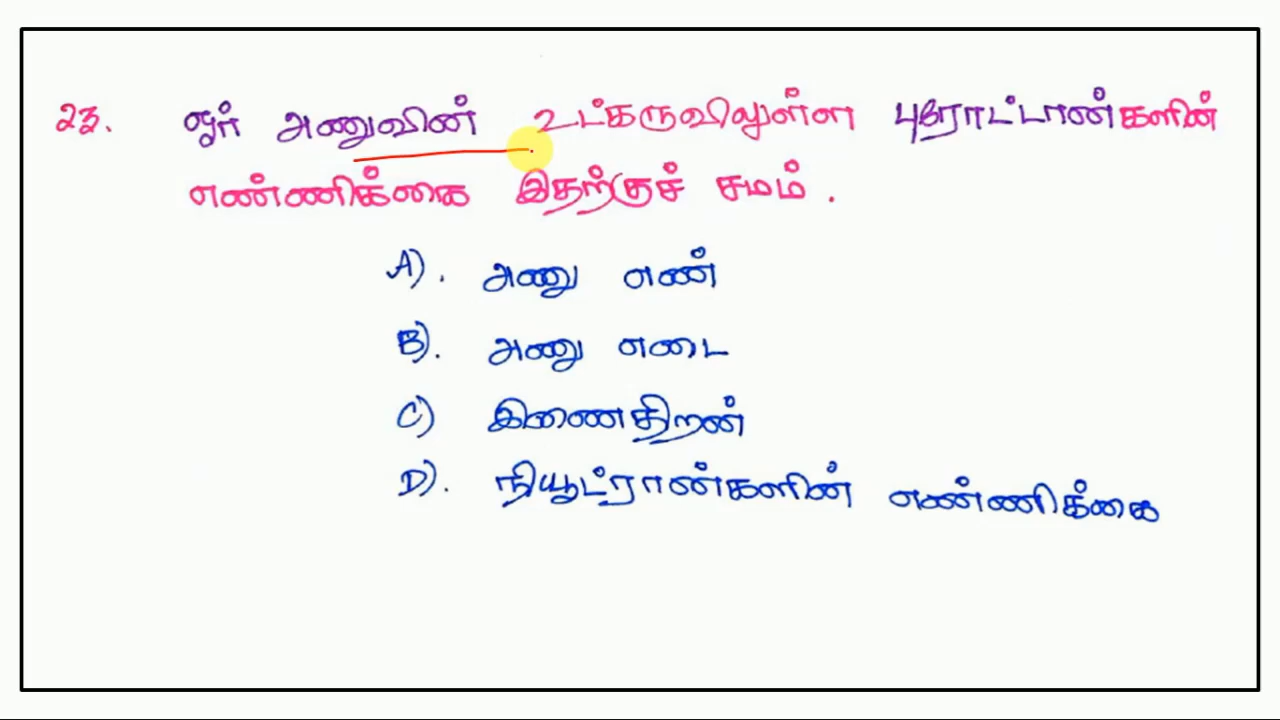 23. ஓர் அணுவின் உட்கருவிலுள்ள புரோட்டான்களின்
எண்ணிக்கை இதற்குச் சமம்.
A). அணு எண்
B). அணு எடை
C) இணைதிறன்
D). நியூட்ரான்களின் எண்ணிக்கை